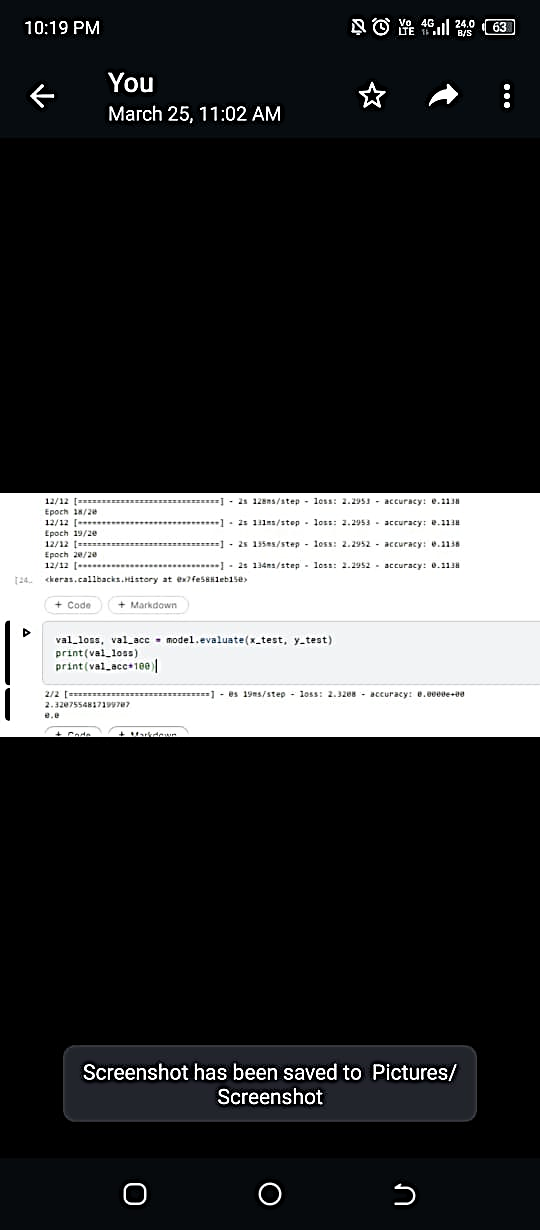 10:19 PM
Vo LTE 4G 24.0 B/S 63
You
March 25, 11:02 AM
12/12 [==============================] - 2s 128ms/step - loss: 2.2953 - accuracy: 0.1138
Epoch 18/20
12/12 [==============================] - 2s 131ms/step - loss: 2.2953 - accuracy: 0.1138
Epoch 19/20
12/12 [==============================] - 2s 135ms/step - loss: 2.2952 - accuracy: 0.1138
Epoch 20/20
12/12 [==============================] - 2s 134ms/step - loss: 2.2952 - accuracy: 0.1138
[24… <keras.callbacks.History at 0x7fe5881eb150>
+ Code + Markdown
val_loss, val_acc = model.evaluate(x_test, y_test)
print(val_loss)
print(val_acc*100)
2/2 [==============================] - 0s 19ms/step - loss: 2.3208 - accuracy: 0.0000e+00
2.3207554817199707
0.0
+ Code + Markdown
Screenshot has been saved to Pictures/
Screenshot